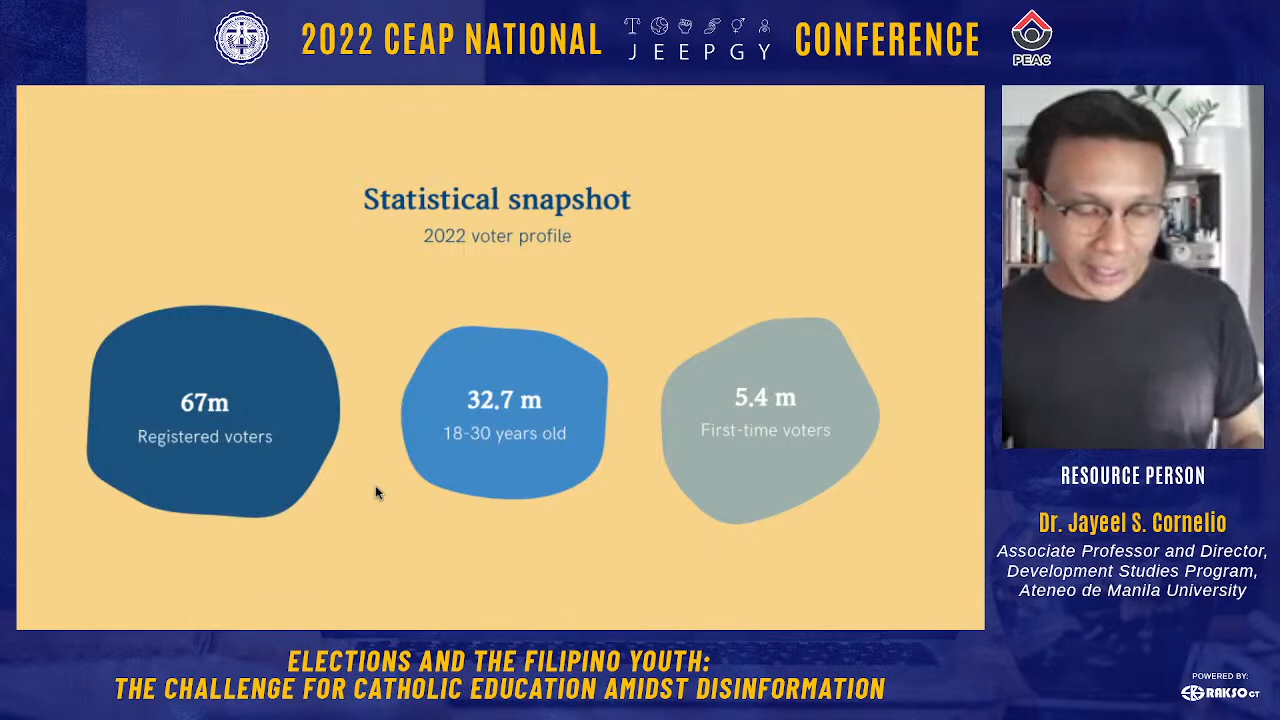 2022 CEAP NATIONAL JEEPGY CONFERENCE
PEAC
Statistical snapshot
2022 voter profile
67m
Registered voters
32.7 m
18-30 years old
5.4 m
First-time voters
RESOURCE PERSON
Dr. Jayeel S. Cornelio
Associate Professor and Director,
Development Studies Program,
Ateneo de Manila University
ELECTIONS AND THE FILIPINO YOUTH:
THE CHALLENGE FOR CATHOLIC EDUCATION AMIDST DISINFORMATION
POWERED BY:
RAKSO CT